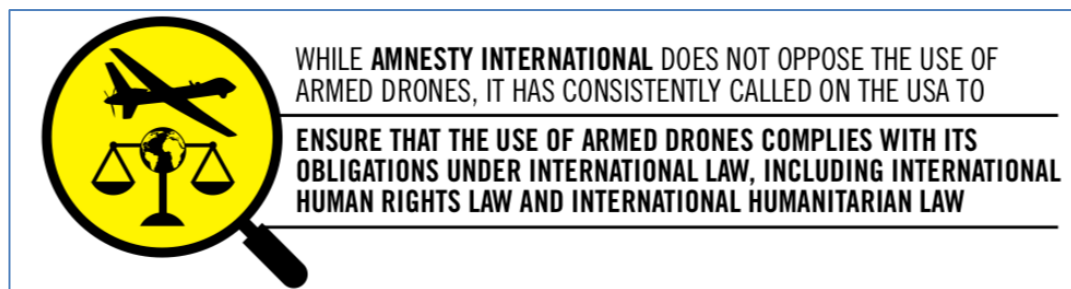 WHILE AMNESTY INTERNATIONAL DOES NOT OPPOSE THE USE OF
ARMED DRONES, IT HAS CONSISTENTLY CALLED ON THE USA TO
ENSURE THAT THE USE OF ARMED DRONES COMPLIES WITH ITS
OBLIGATIONS UNDER INTERNATIONAL LAW, INCLUDING INTERNATIONAL
HUMAN RIGHTS LAW AND INTERNATIONAL HUMANITARIAN LAW